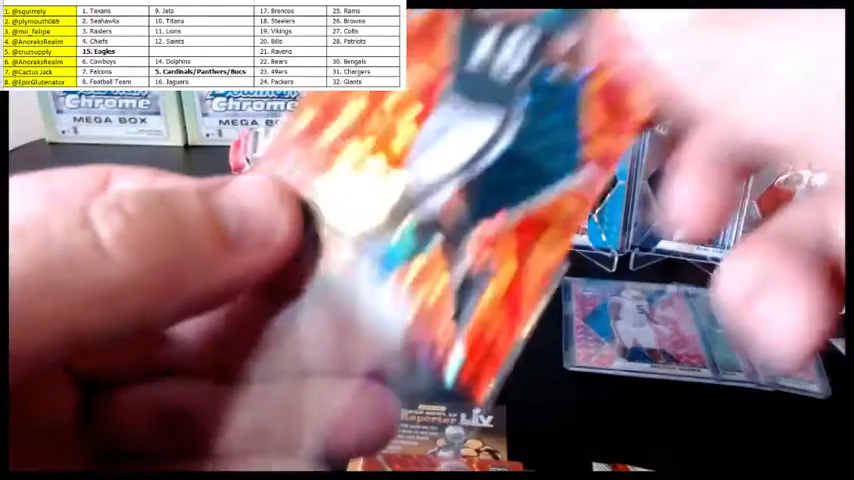 1. @squirrely 1. Texans 9. Jets 17. Broncos 25. Rams
2. @plymouth069 2. Seahawks 10. Titans 18. Steelers 26. Browns
3. @mii_felipe 3. Raiders 11. Lions 19. Vikings 27. Colts
4. @AnoraksRealm 4. Chiefs 12. Saints 20. Bills 28. Patriots
5. @cruzsupply 15. Eagles 21. Ravens
6. @AnoraksRealm 6. Cowboys 14. Dolphins 22. Bears 30. Bengals
7. @Cactus Jack 7. Falcons 5. Cardinals/Panthers/Bucs 23. 49ers 31. Chargers
8. @EpicGlutenator 8. Football Team 16. Jaguers 24. Packers 32. Giants
Chrome Chrome
MEGA BOX MEGA BOX
Reporter LIV